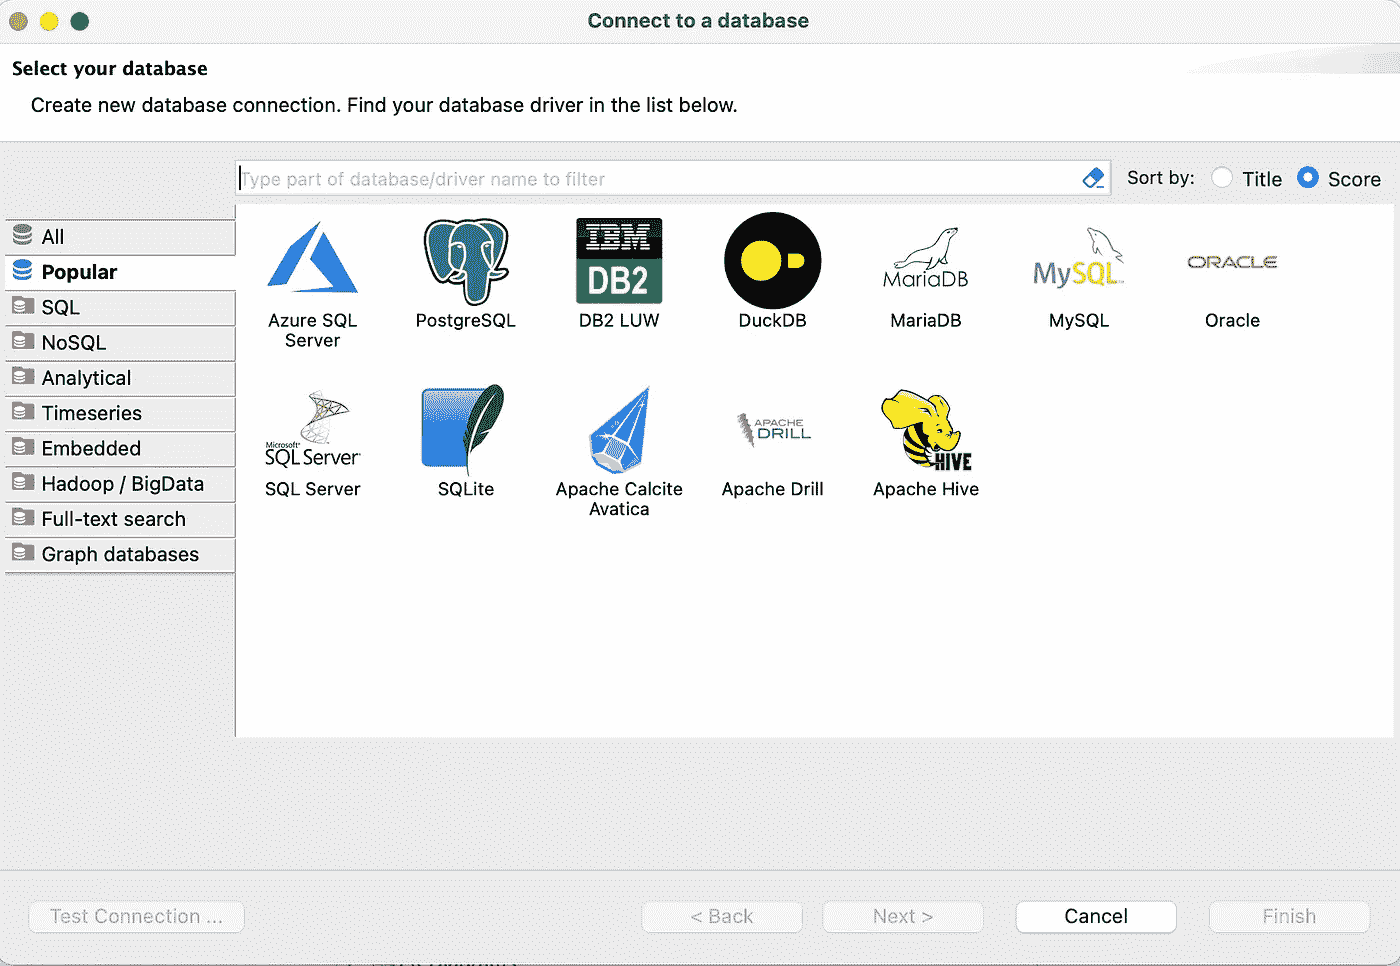 Connect to a database
Select your database
Create new database connection. Find your database driver in the list below.
Type part of database/driver name to filter
Sort by: Title Score
All
Popular
SQL
NoSQL
Analytical
Timeseries
Embedded
Hadoop / BigData
Full-text search
Graph databases
IBM
DB2
MariaDB
MySQL
ORACLE
Azure SQL
Server
PostgreSQL
DB2 LUW
DuckDB
MariaDB
MySQL
Oracle
Microsoft
SQL Server
APACHE
DRILL
HIVE
SQL Server
SQLite
Apache Calcite
Avatica
Apache Drill
Apache Hive
Test Connection ...
< Back
Next >
Cancel
Finish